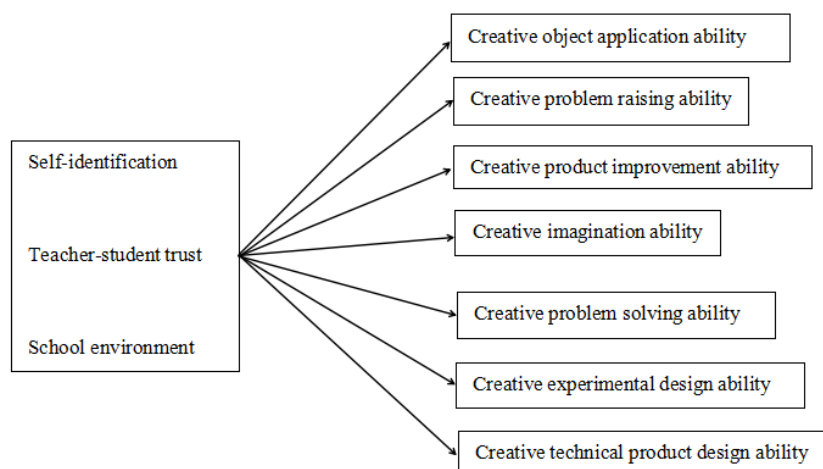 Self-identification
Teacher-student trust
School environment
Creative object application ability
Creative problem raising ability
Creative product improvement ability
Creative imagination ability
Creative problem solving ability
Creative experimental design ability
Creative technical product design ability